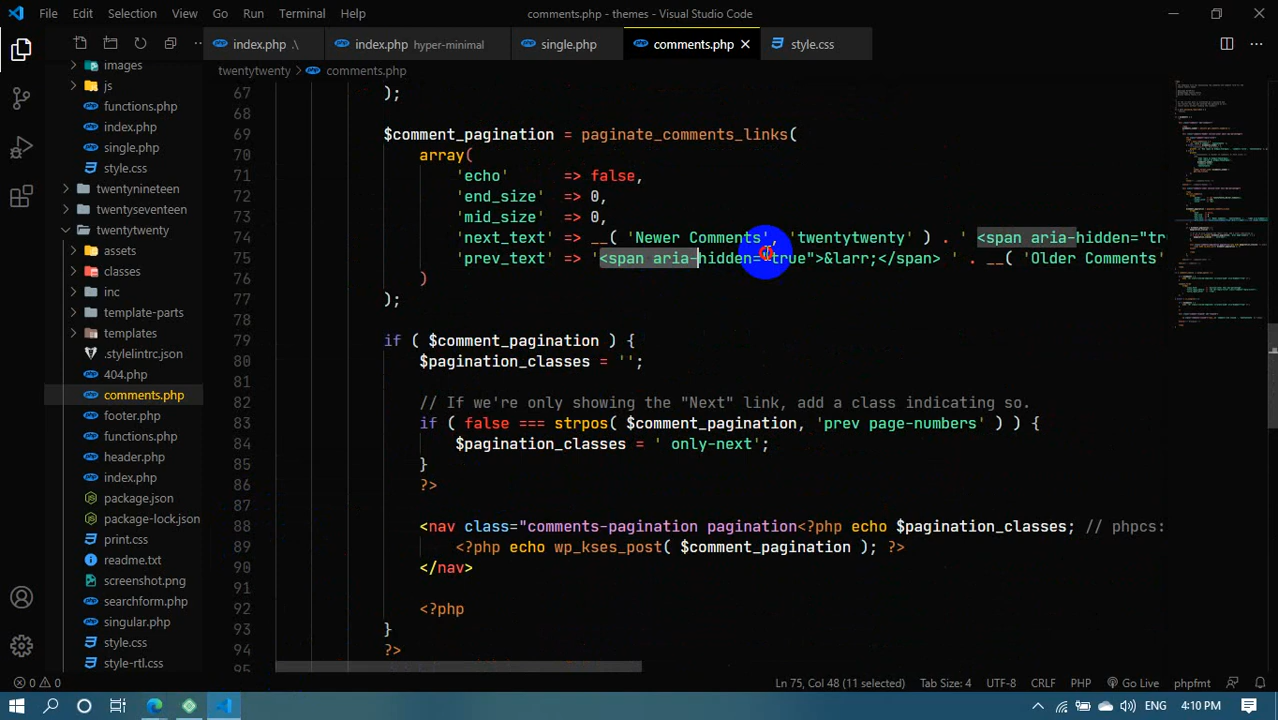 File Edit Selection View Go Run Terminal Help
comments.php - themes - Visual Studio Code
index.php .\
index.php hyper-minimal
single.php
comments.php
style.css
twentytwenty > comments.php
images
js
functions.php
index.php
single.php
style.css
twentynineteen
twentyseventeen
twentytwenty
assets
classes
inc
template-parts
templates
.stylelintrc.json
404.php
comments.php
footer.php
functions.php
header.php
index.php
package.json
package-lock.json
print.css
readme.txt
screenshot.png
searchform.php
singular.php
style.css
style-rtl.css
67 );
69 $comment_pagination = paginate_comments_links(
70 array(
71 'echo' => false,
72 'end_size' => 0,
73 'mid_size' => 0,
74 'next_text' => __( 'Newer Comments', 'twentytwenty' ) . ' <span aria-hidden="tr
75 'prev_text' => '<span aria-hidden="true">&larr;</span> ' . __( 'Older Comments'
76 )
77 );
78
79 if ( $comment_pagination ) {
80 $pagination_classes = '';
81
82 // If we're only showing the "Next" link, add a class indicating so.
83 if ( false === strpos( $comment_pagination, 'prev page-numbers' ) ) {
84 $pagination_classes = ' only-next';
85 }
86 ?>
87
88 <nav class="comments-pagination pagination<?php echo $pagination_classes; // phpcs:
89 <?php echo wp_kses_post( $comment_pagination ); ?>
90 </nav>
91
92 <?php
93 }
94 ?>
95
0 0
Ln 75, Col 48 (11 selected) Tab Size: 4 UTF-8 CRLF PHP Go Live phpfmt
ENG 4:10 PM